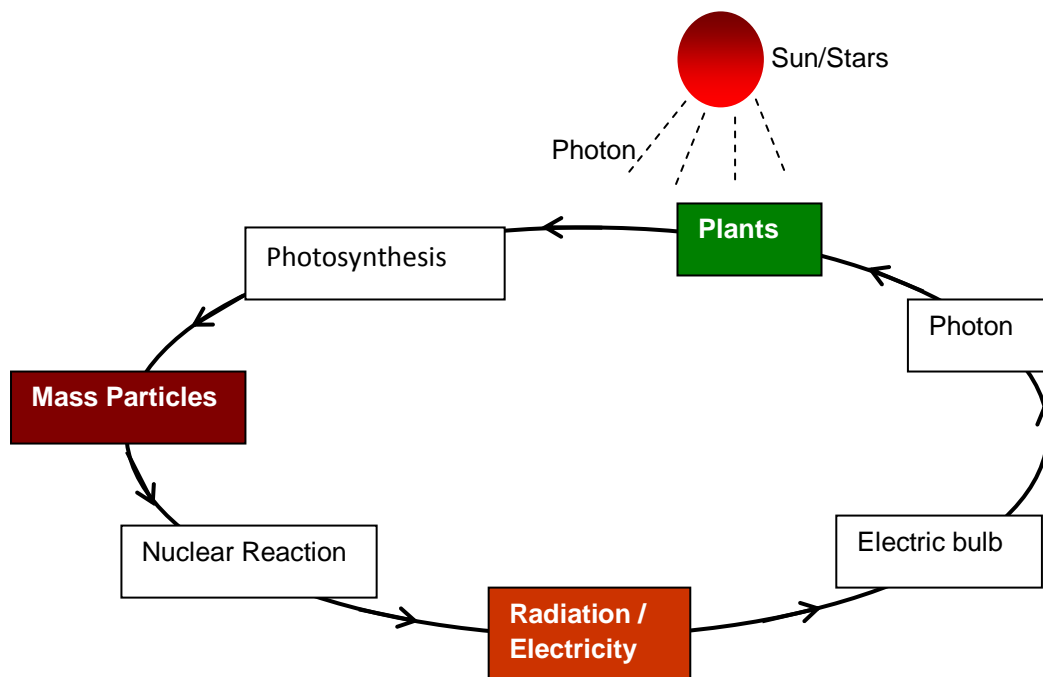 Sun/Stars
Photon
Plants
Photosynthesis
Photon
Mass Particles
Nuclear Reaction
Electric bulb
Radiation /
Electricity